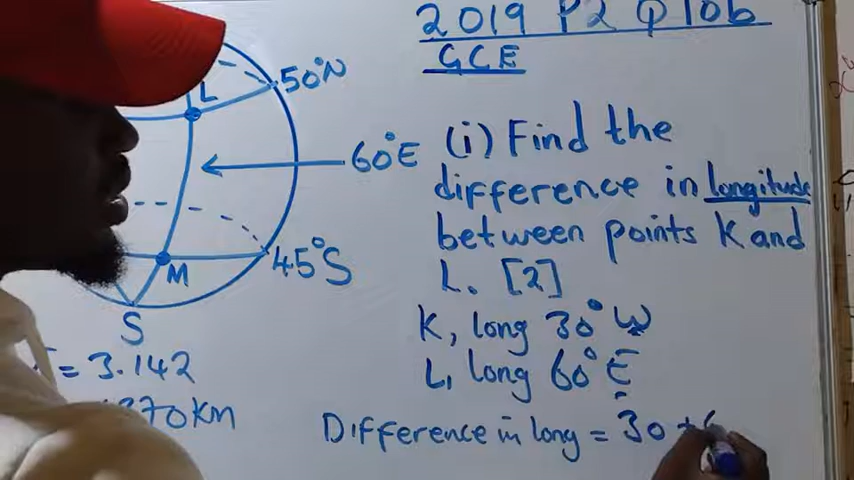 2019 P2 Q10b
GCE
L
50°N
60°E
(i) Find the
difference in longitude
between points K and
L. [2]
45°S
M
S
K, long 30° W
L, long 60° E
= 3.142
370km
Difference in long = 30 +